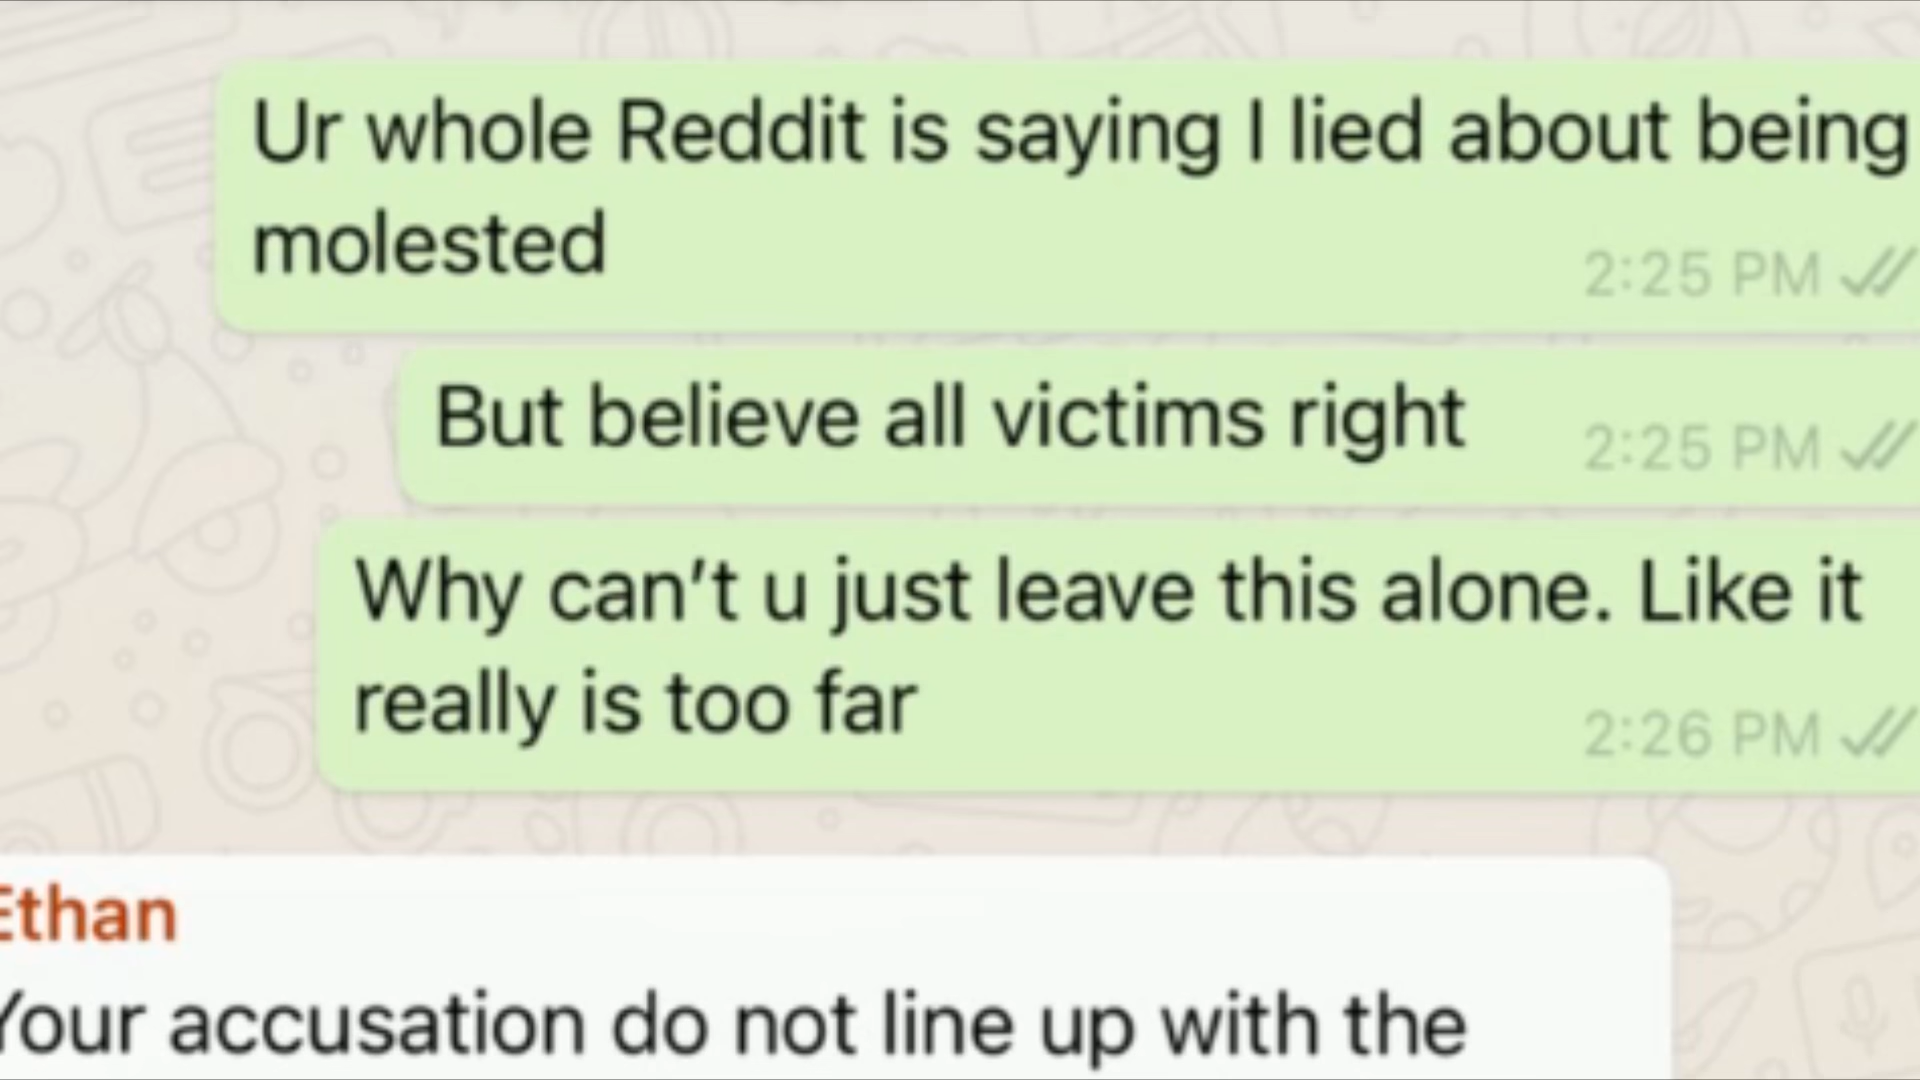 Ur whole Reddit is saying I lied about being
molested
2:25 PM
But believe all victims right
2:25 PM
Why can’t u just leave this alone. Like it
really is too far
2:26 PM
Ethan
Your accusation do not line up with the